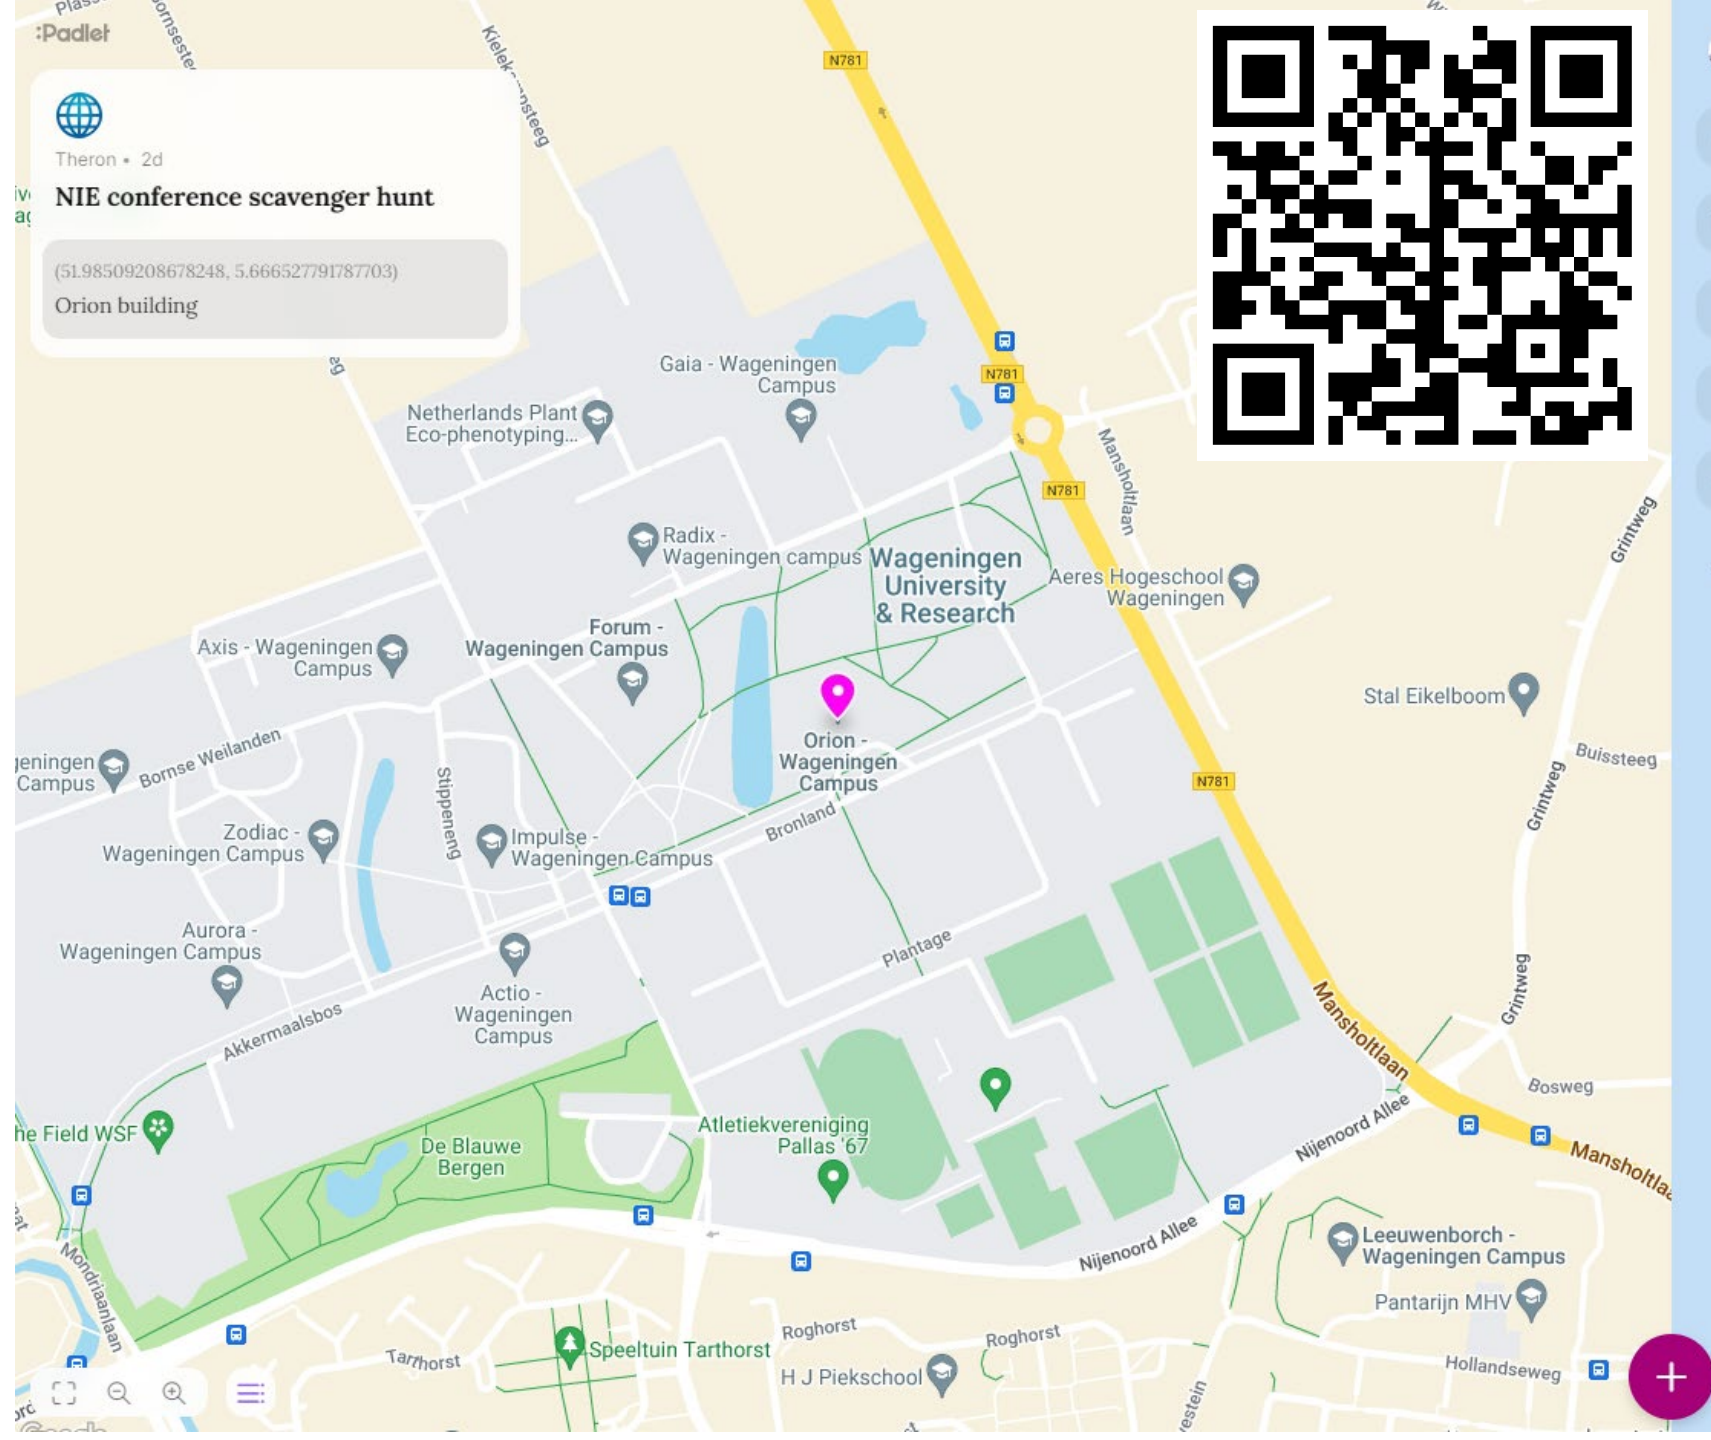 :Padlet
Theron • 2d
NIE conference scavenger hunt
(51.98509208678248, 5.666527791787703)
Orion building
N781
N781
N781
N781
Gaia - Wageningen
Campus
Netherlands Plant
Eco-phenotyping...
Mansholtlaan
Grintweg
Radix -
Wageningen campus
Wageningen
University
& Research
Aeres Hogeschool
Wageningen
Forum -
Wageningen Campus
Axis - Wageningen
Campus
Stal Eikelboom
Orion -
Wageningen
Campus
Bornse Weilanden
Campus
Buissteeg
Stippeneng
Grintweg
Bronland
Zodiac -
Wageningen Campus
Impulse -
Wageningen Campus
Aurora -
Wageningen Campus
Plantage
Grintweg
Actio -
Wageningen
Campus
Akkermaalsbos
Mansholtlaan
Bosweg
Nijenoord Allee
he Field WSF
De Blauwe
Bergen
Atletiekvereniging
Pallas '67
Nijenoord Allee
Leeuwenborch -
Wageningen Campus
Mondriaanlaan
Pantarijn MHV
Roghorst
Roghorst
Tarthorst
Speeltuin Tarthorst
H J Piekschool
Hollandseweg
Google